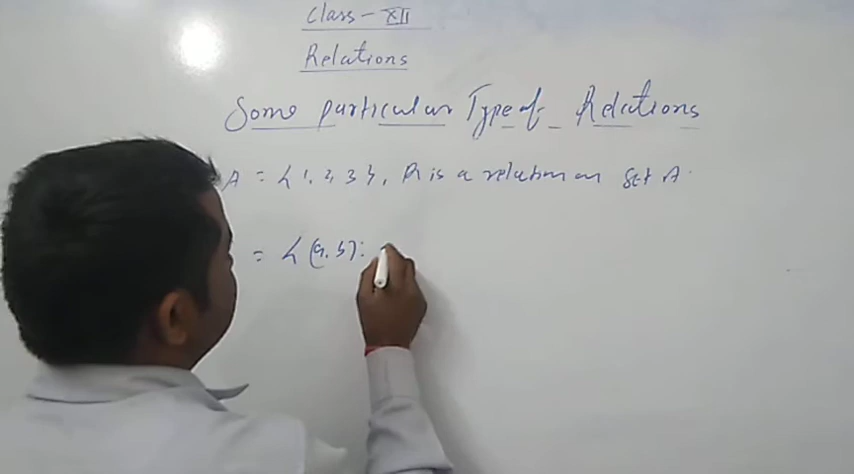 Class - XII
Relations
Some particular Type of Relations
A = { 1, 2, 3 }, R is a relation on Set A.
= { (a, b) :